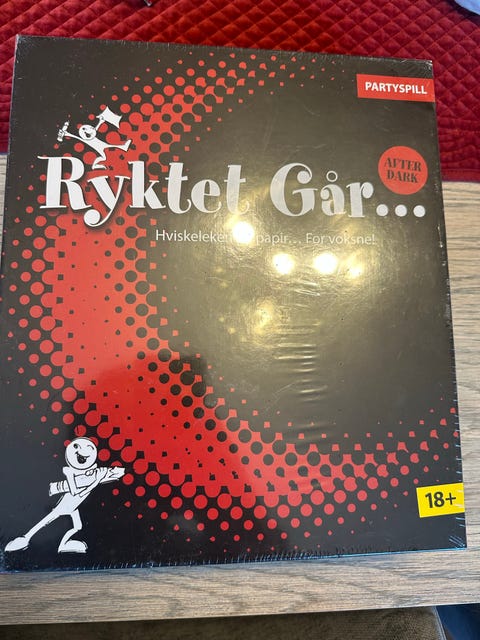 PARTYSPILL
AFTER
DARK
Ryktet Går...
Hviskeleken papir... For voksne!
18+